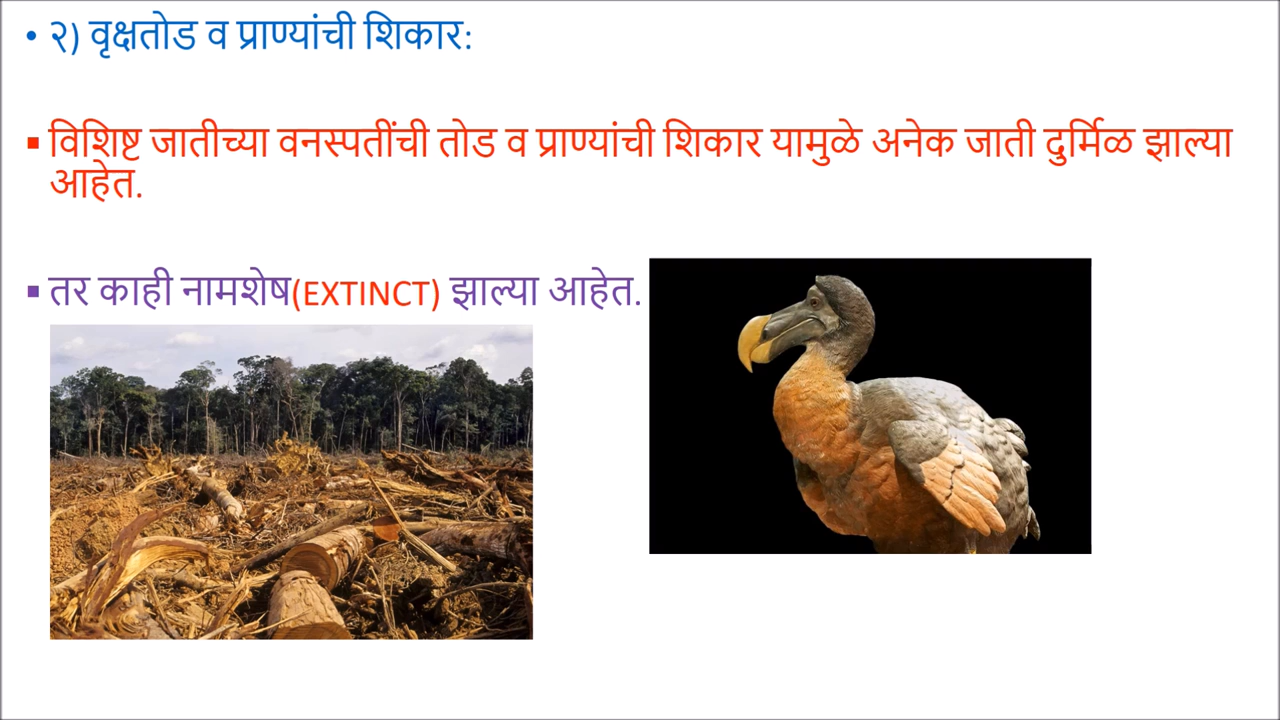 • २) वृक्षतोड व प्राण्यांची शिकार:
▪ विशिष्ट जातीच्या वनस्पतींची तोड व प्राण्यांची शिकार यामुळे अनेक जाती दुर्मिळ झाल्या
आहेत.
▪ तर काही नामशेष(EXTINCT) झाल्या आहेत.